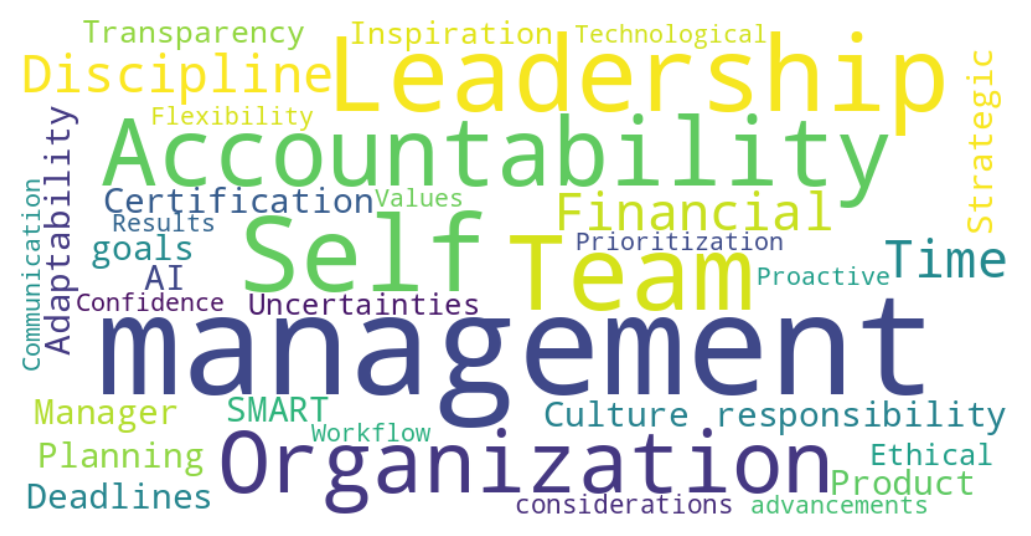 Transparency
Inspiration
Technological
Discipline
Leadership
Strategic
Flexibility
Accountability
Adaptability
Communication
Certification
Values
Financial
Results
Self
Team
Prioritization
goals
Time
AI
Proactive
Confidence
Uncertainties
management
Manager
SMART
Culture
responsibility
Workflow
Organization
Planning
Ethical
Deadlines
Product
considerations
advancements